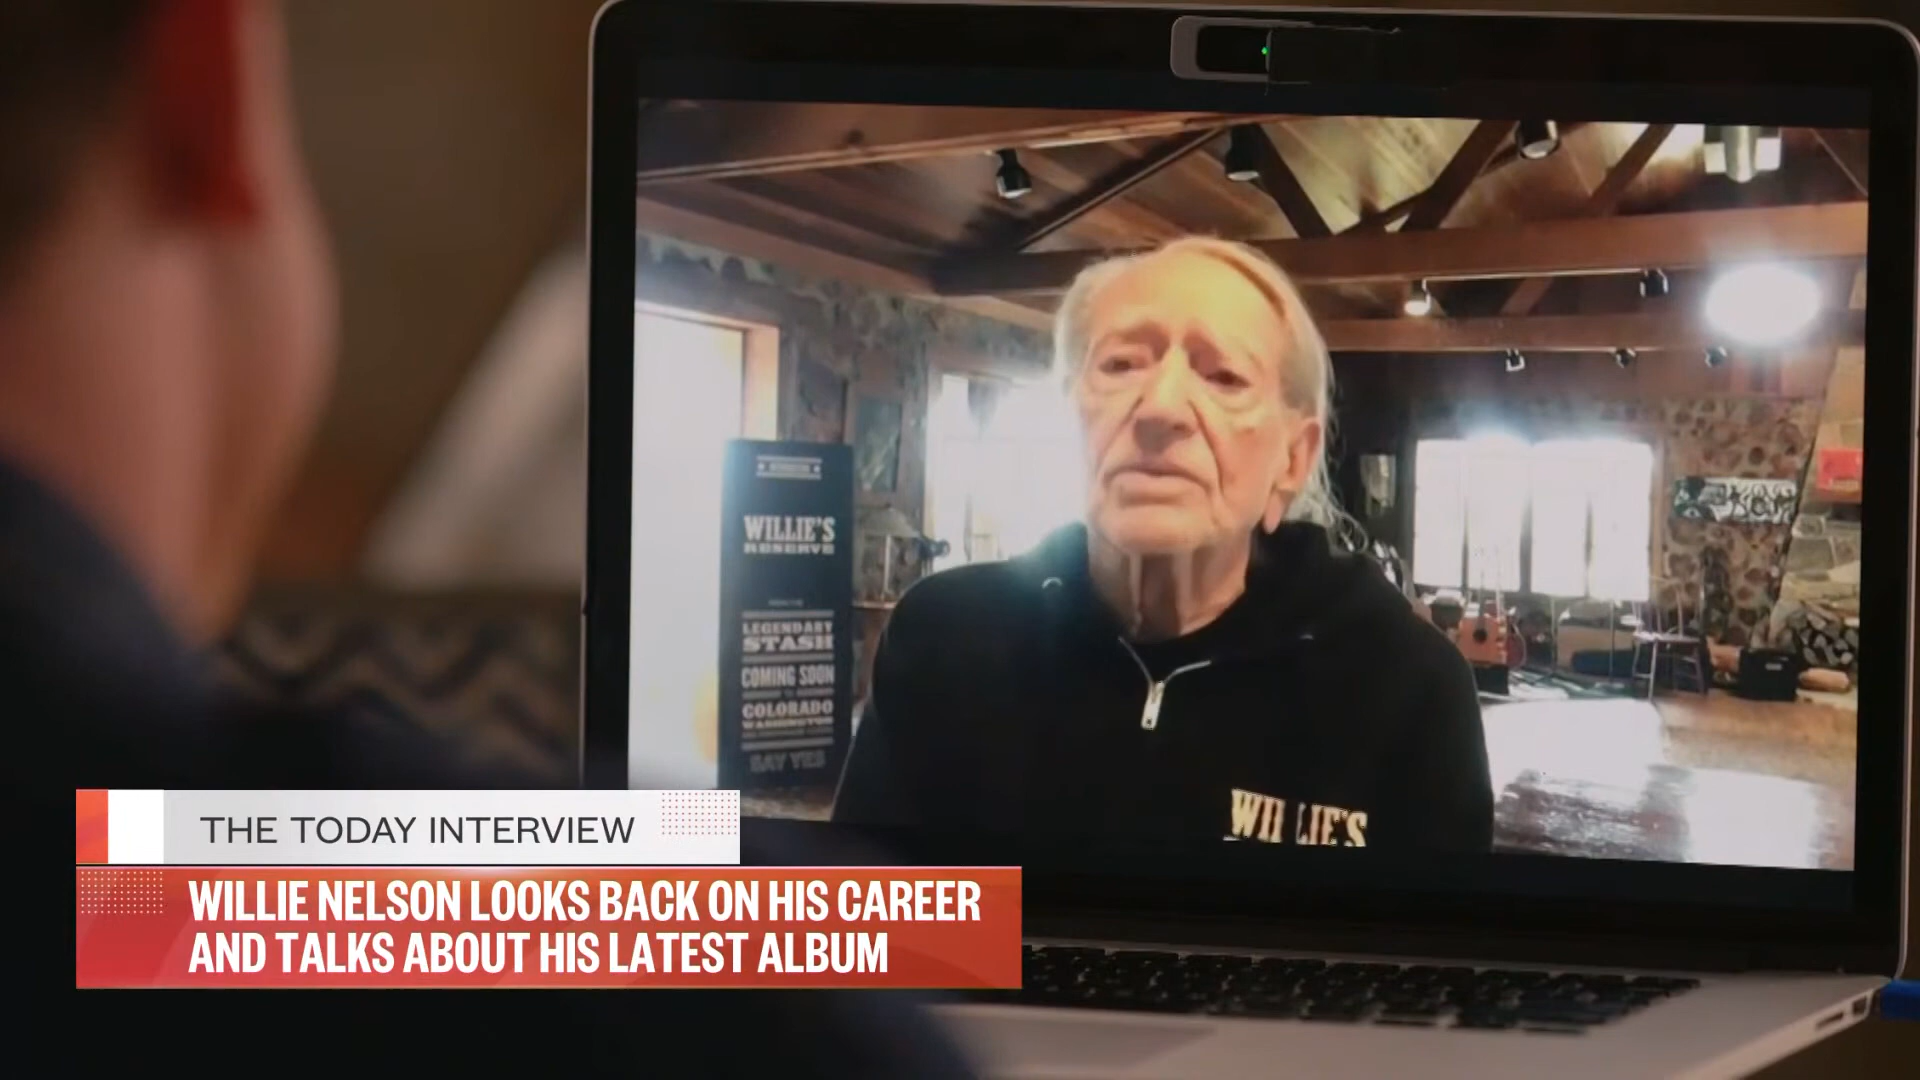 WILLIE'S
RESERVE
LEGENDARY
STASH
COMING SOON
COLORADO
WASHINGTON
SAY YES
WILLIE'S
THE TODAY INTERVIEW
WILLIE NELSON LOOKS BACK ON HIS CAREER
AND TALKS ABOUT HIS LATEST ALBUM